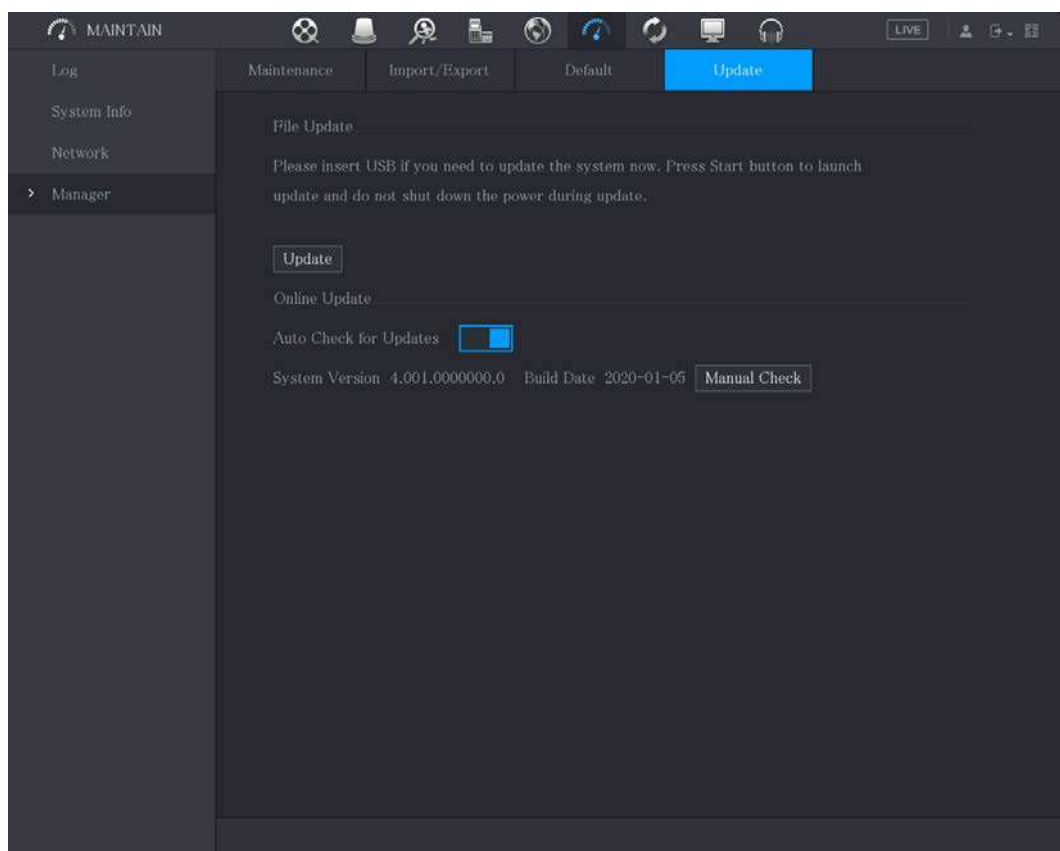 MAINTAIN
LIVE
Log
System Info
Network
Manager
Maintenance
Import/Export
Default
Update
File Update
Please insert USB if you need to update the system now. Press Start button to launch
update and do not shut down the power during update.
Update
Online Update
Auto Check for Updates
System Version 4.001.0000000.0 Build Date 2020-01-05 Manual Check